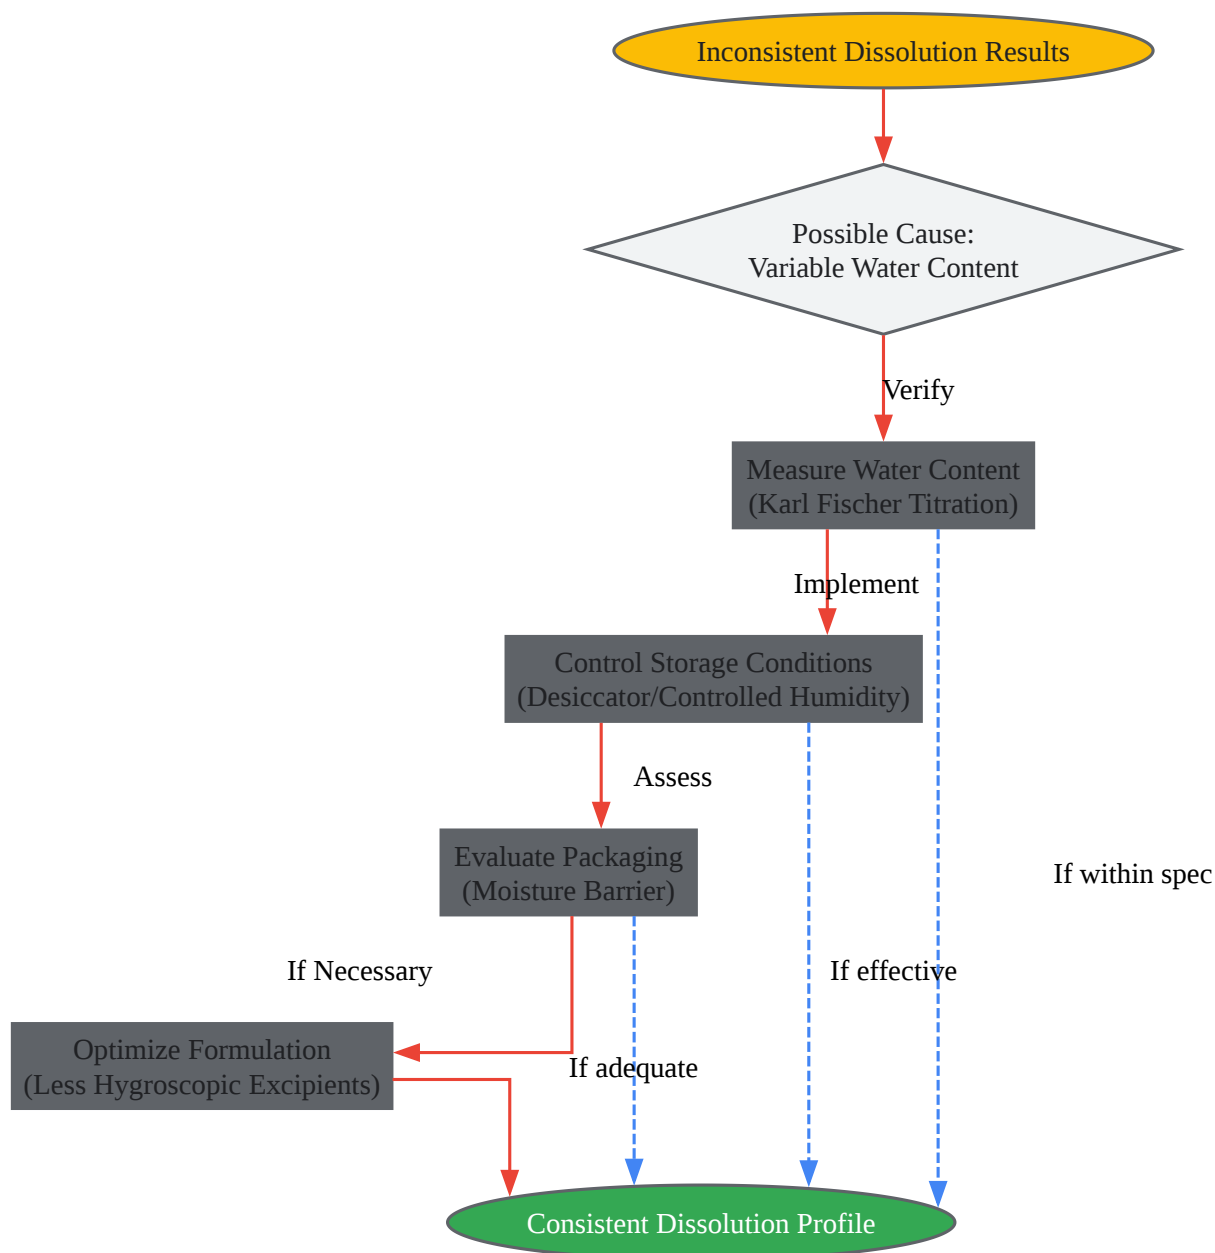 Inconsistent Dissolution Results
Possible Cause:
Variable Water Content
Verify
Measure Water Content
(Karl Fischer Titration)
Implement
Control Storage Conditions
(Desiccator/Controlled Humidity)
Assess
Evaluate Packaging
(Moisture Barrier)
If within spec
If Necessary
If effective
Optimize Formulation
(Less Hygroscopic Excipients)
If adequate
Consistent Dissolution Profile